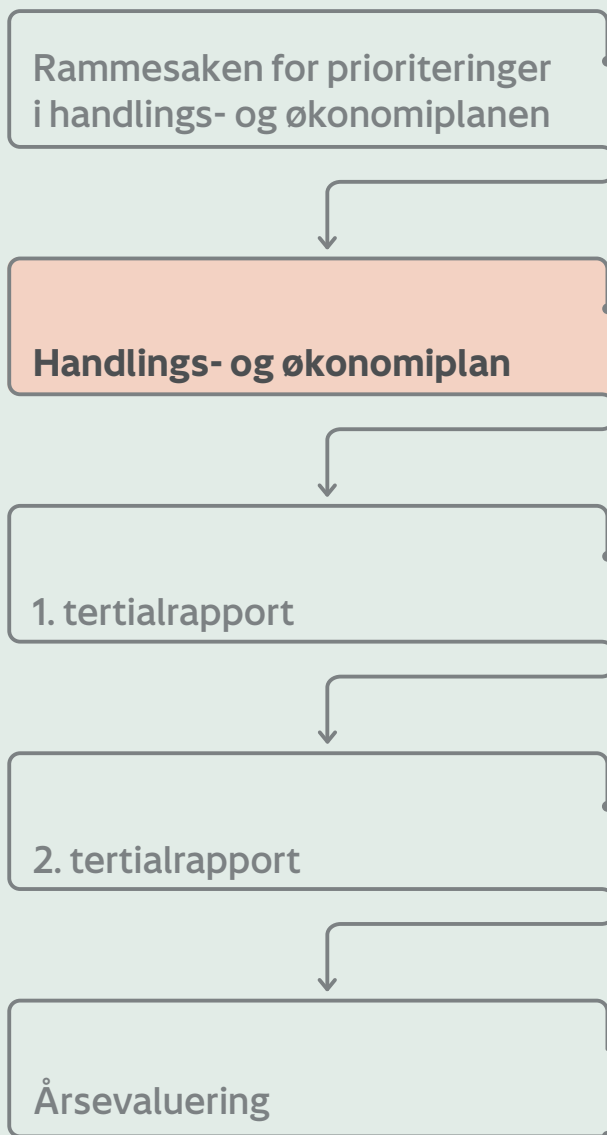 Rammesaken for prioriteringer
i handlings- og økonomiplanen
Handlings- og økonomiplan
1. tertialrapport
2. tertialrapport
Årsevaluering